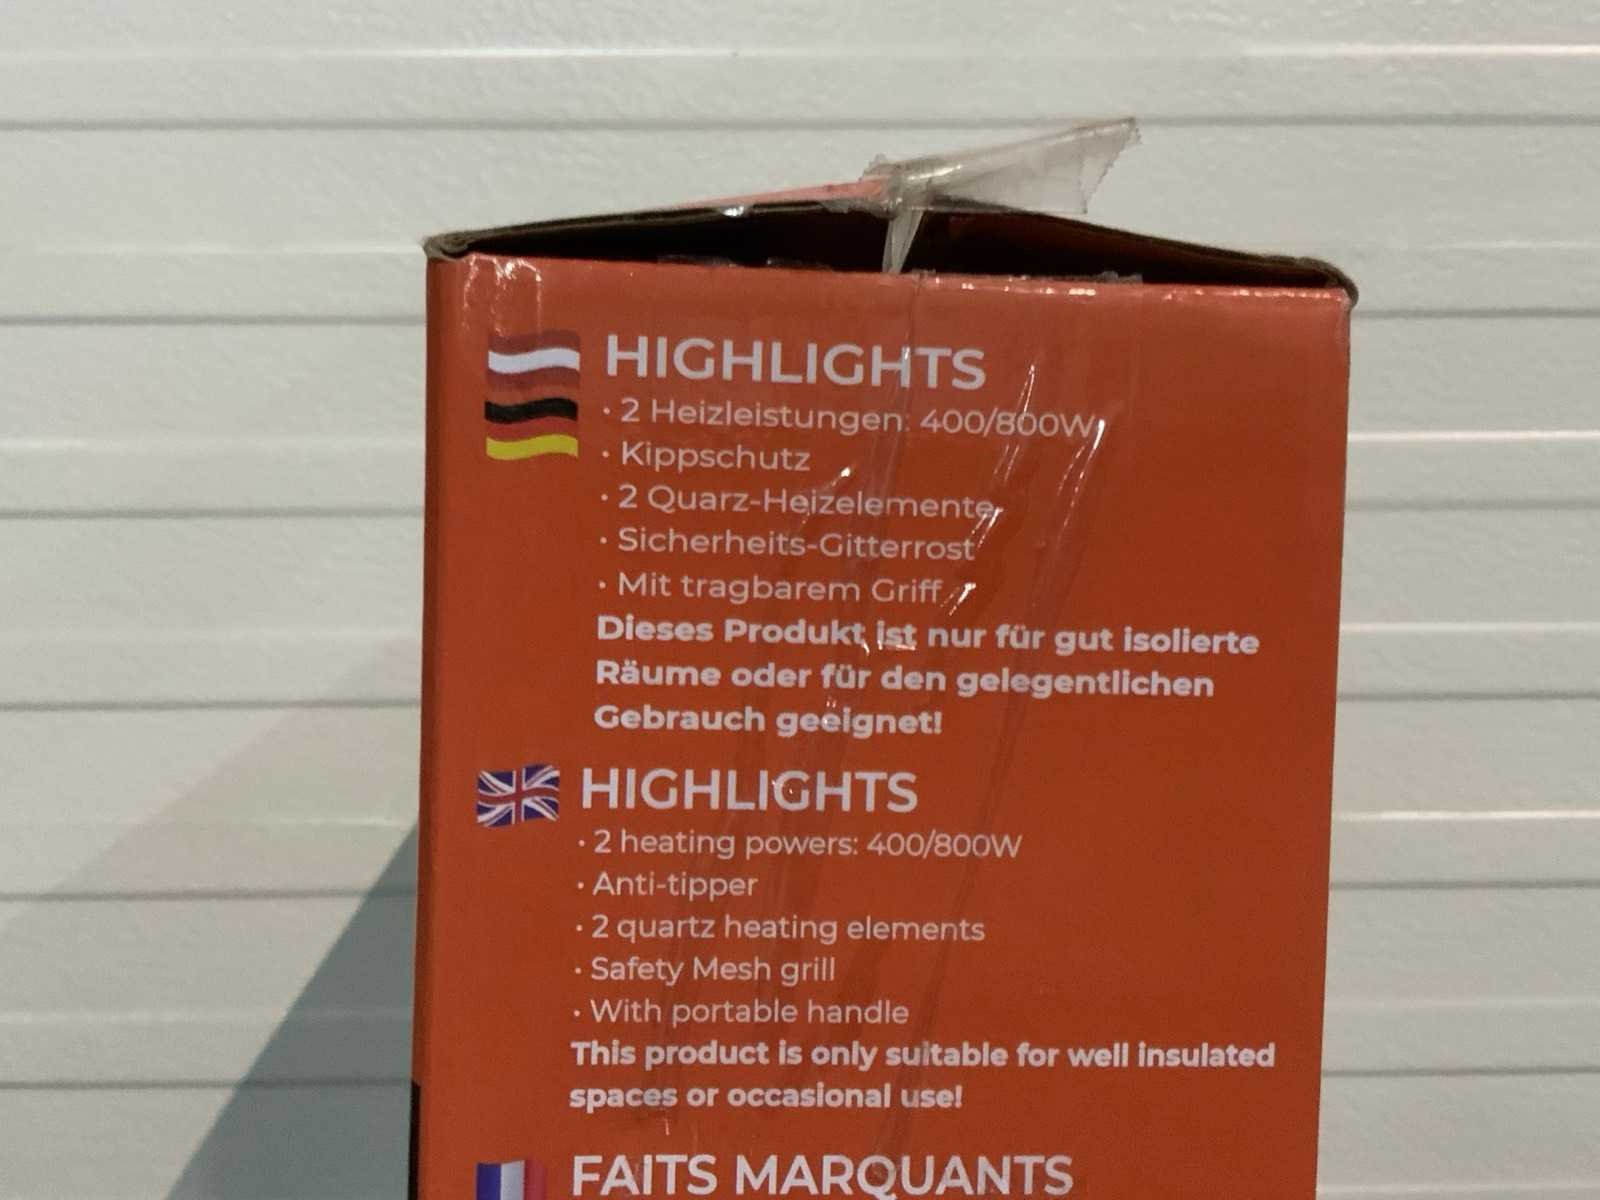 HIGHLIGHTS
· 2 Heizleistungen: 400/800W
· Kippschutz
· 2 Quarz-Heizelemente
· Sicherheits-Gitterrost
· Mit tragbarem Griff
Dieses Produkt ist nur für gut isolierte
Räume oder für den gelegentlichen
Gebrauch geeignet!
HIGHLIGHTS
· 2 heating powers: 400/800W
· Anti-tipper
· 2 quartz heating elements
· Safety Mesh grill
· With portable handle
This product is only suitable for well insulated
spaces or occasional use!
FAITS MARQUANTS